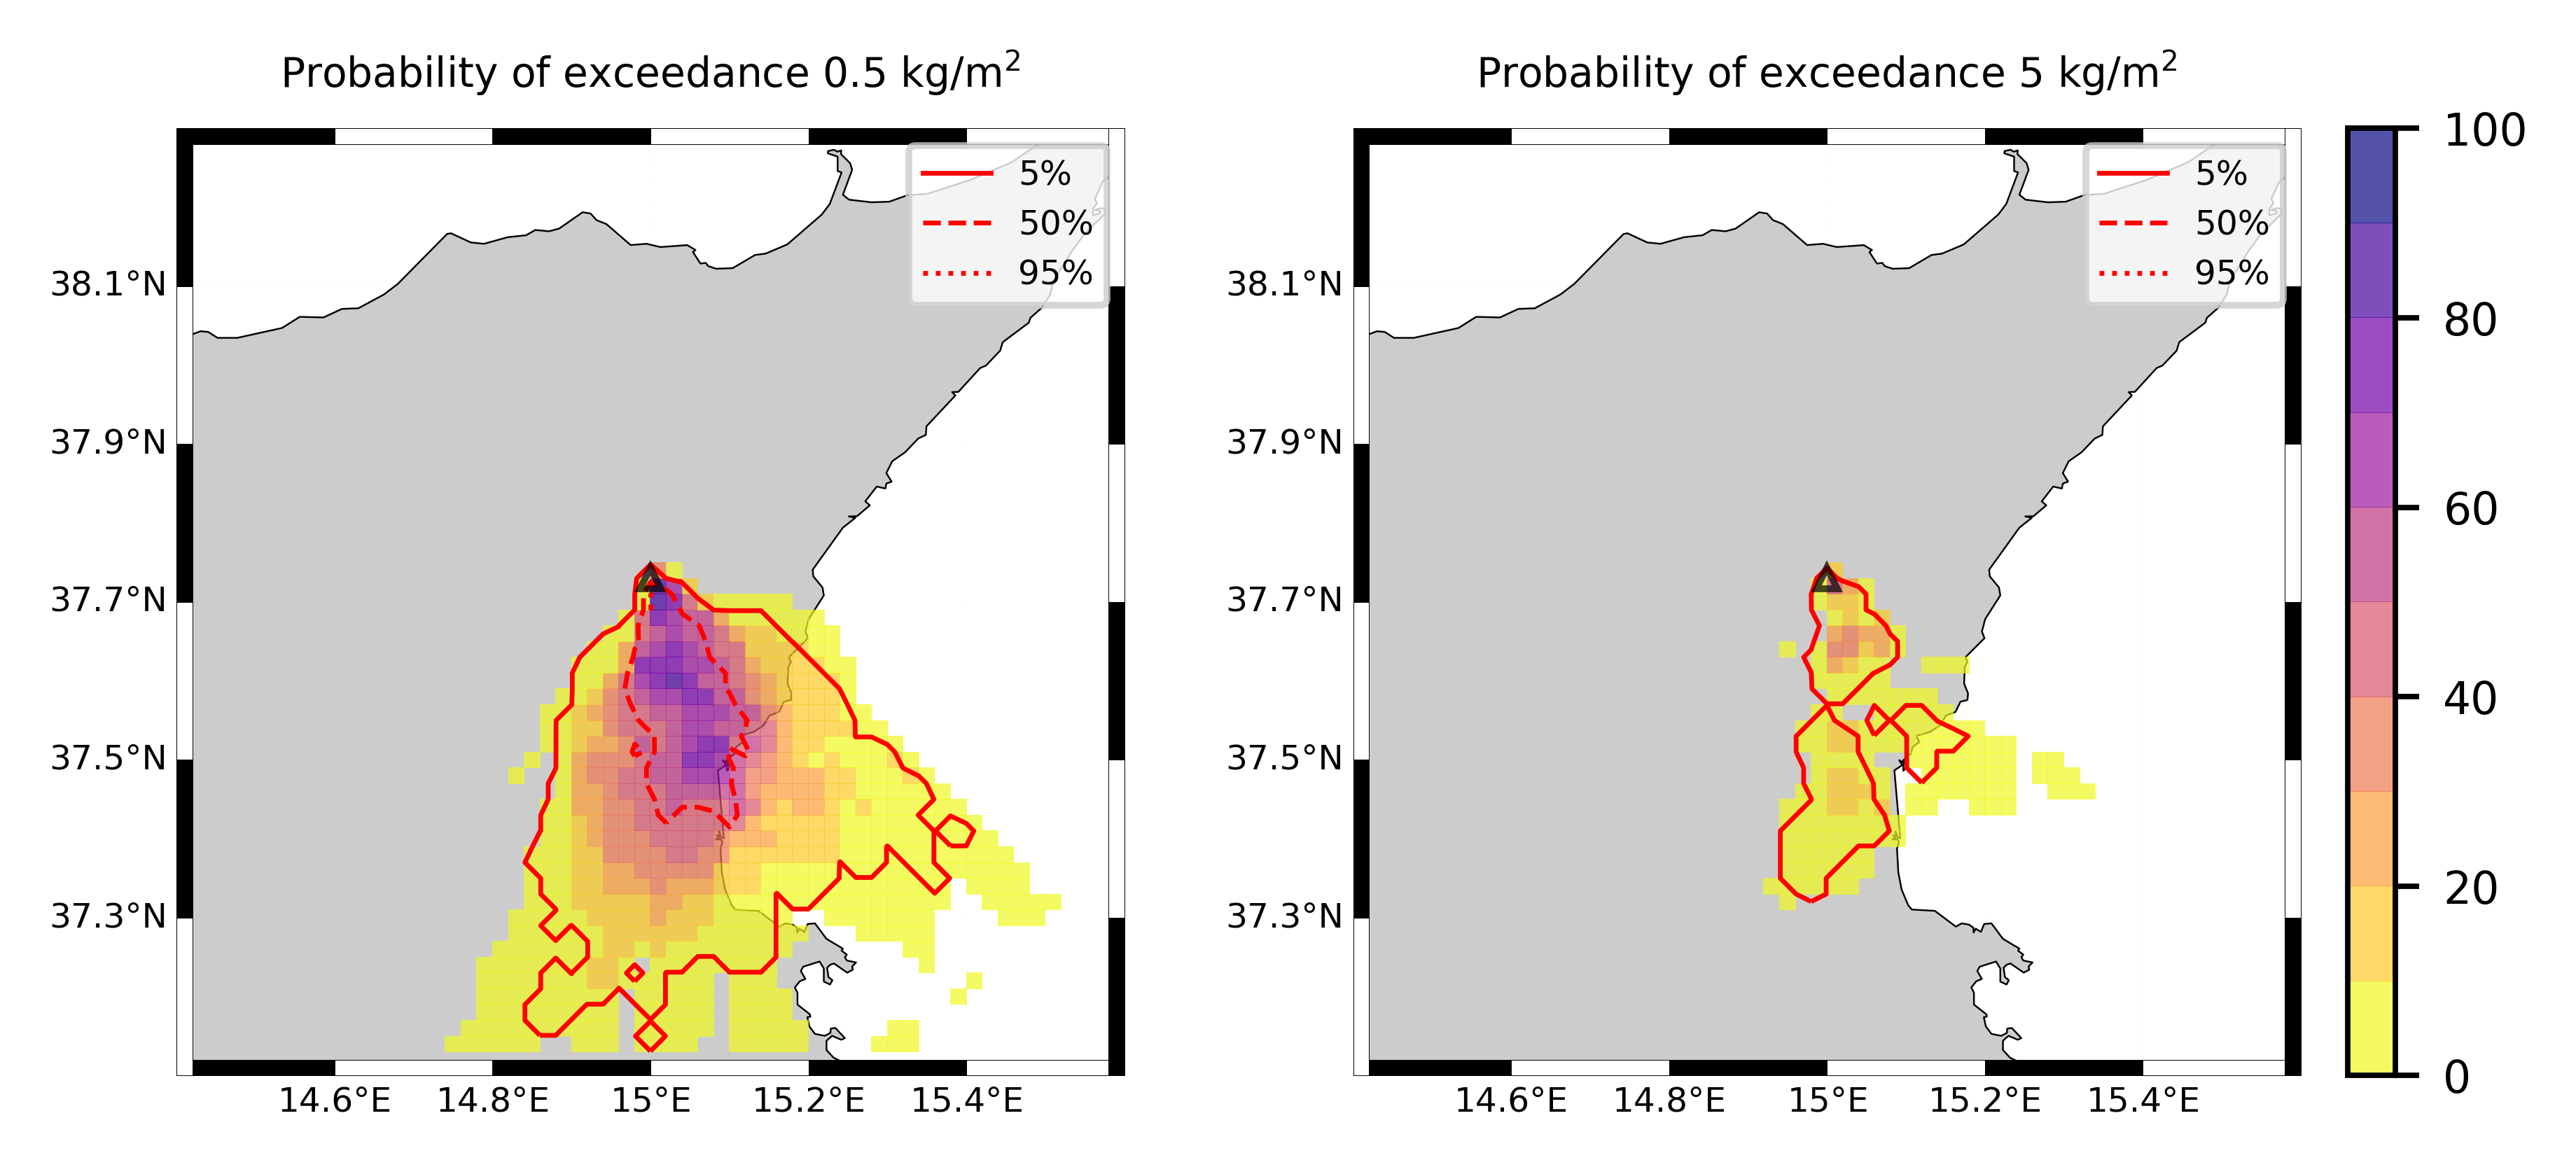 Probability of exceedance 0.5 kg/m²
Probability of exceedance 5 kg/m²
5%
50%
95%
5%
50%
95%
38.1°N
37.9°N
37.7°N
37.5°N
37.3°N
14.6°E
14.8°E
15°E
15.2°E
15.4°E
38.1°N
37.9°N
37.7°N
37.5°N
37.3°N
14.6°E
14.8°E
15°E
15.2°E
15.4°E
100
80
60
40
20
0